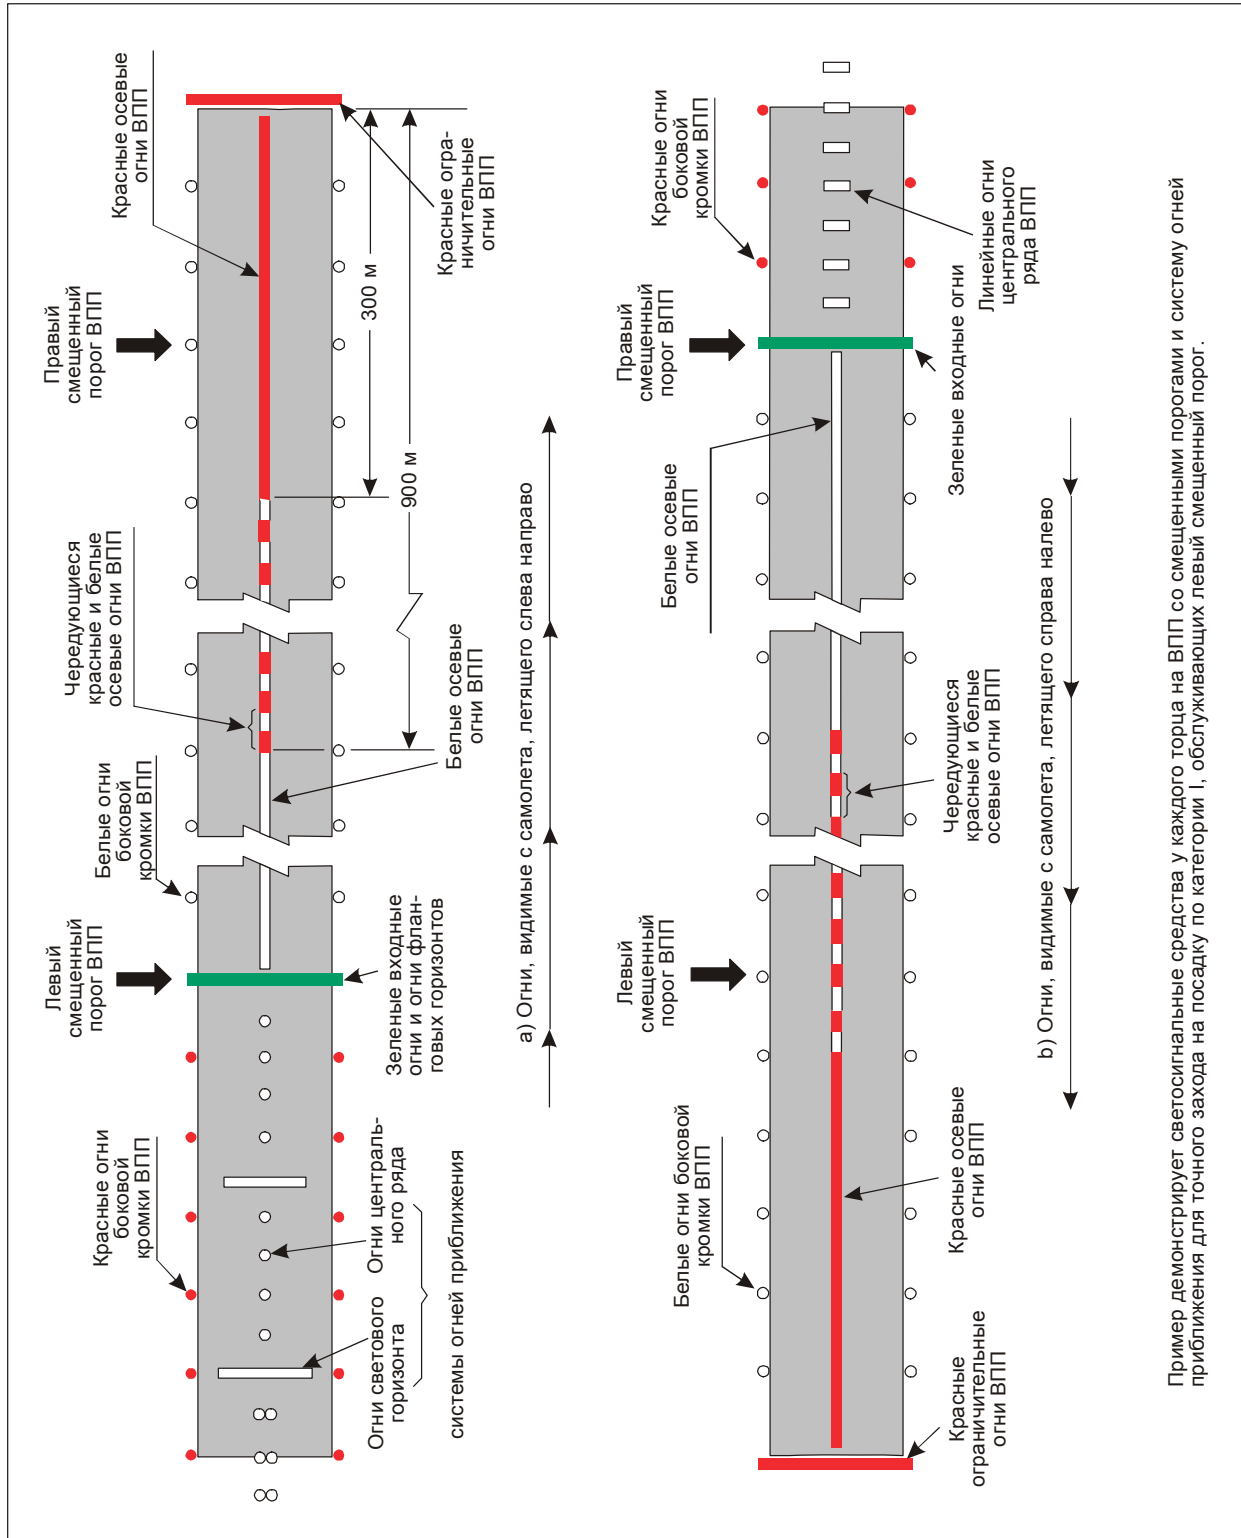 Красные огни
боковой
кромки ВПП
Левый
смещенный
порог ВПП
Белые огни
боковой
кромки ВПП
Чередующиеся
красные и белые
осевые огни ВПП
Правый
смещенный
порог ВПП
Красные осевые
огни ВПП
Огни светового
горизонта
Огни централь-
ного ряда
системы огней приближения
Зеленые входные
огни и огни флан-
говых горизонтов
Белые осевые
огни ВПП
300 м
900 м
Красные огра-
ничительные
огни ВПП
a) Огни, видимые с самолета, летящего слева направо
Белые огни боковой
кромки ВПП
Левый
смещенный
порог ВПП
Белые осевые
огни ВПП
Правый
смещенный
порог ВПП
Красные огни
боковой
кромки ВПП
Красные
ограничительные
огни ВПП
Красные осевые
огни ВПП
Чередующиеся
красные и белые
осевые огни ВПП
Зеленые входные огни
Линейные огни
центрального
ряда ВПП
b) Огни, видимые с самолета, летящего справа налево
Пример демонстрирует светосигнальные средства у каждого торца на ВПП со смещенными порогами и систему огней
приближения для точного захода на посадку по категории I, обслуживающих левый смещенный порог.